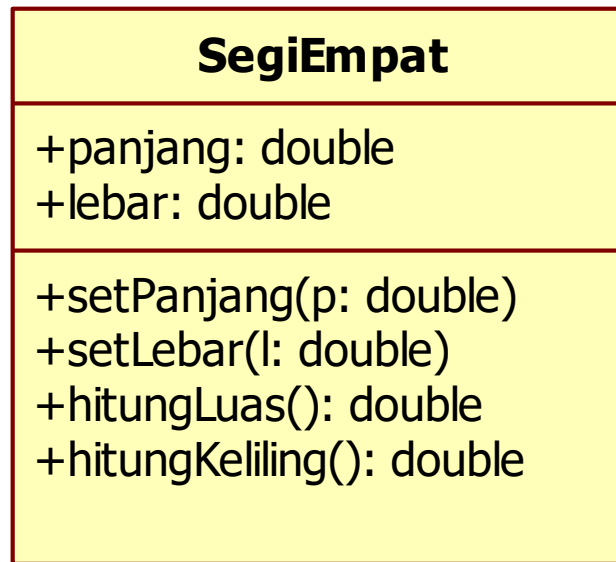 SegiEmpat
+panjang: double
+lebar: double
+setPanjang(p: double)
+setLebar(l: double)
+hitungLuas(): double
+hitungKeliling(): double